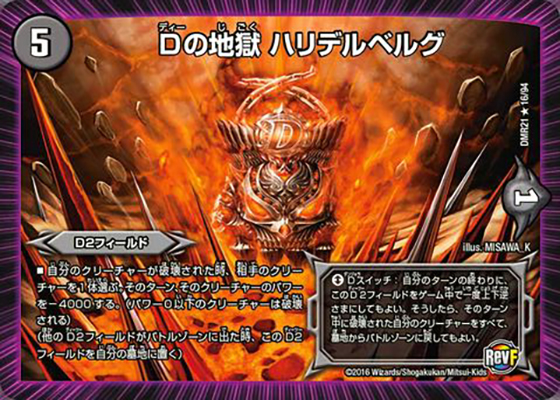 5
ディー じごく
Dの地獄 ハリデルベルグ
DMR21★16/94
1
illus. MISAWA_K
D2フィールド
■自分のクリーチャーが破壊された時、相手のクリー
チャーを1体選ぶ。そのターン、そのクリーチャーのパワー
を-4000する。(パワー0以下のクリーチャーは破壊
される)
(他のD2フィールドがバトルゾーンに出た時、このD2
フィールドを自分の墓地に置く)
Dスイッチ:自分のターンの終わりに、
このD2フィールドをゲーム中で一度上下逆
さまにしてもよい。そうしたら、そのターン
中に破壊された自分のクリーチャーをすべて、
墓地からバトルゾーンに戻してもよい。
RevF
©2016 Wizards/Shogakukan/Mitsui-Kids
D